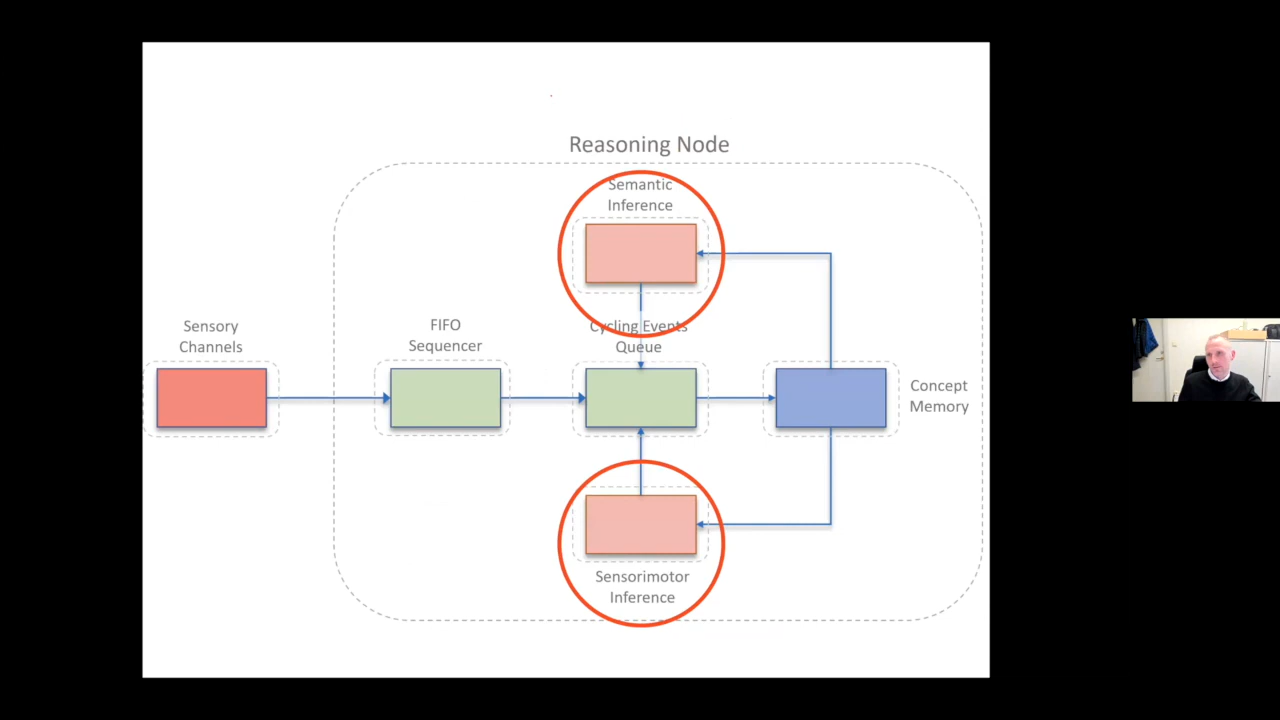 Reasoning Node
Semantic
Inference
Sensory
Channels
FIFO
Sequencer
Cycling Events
Queue
Concept
Memory
Sensorimotor
Inference